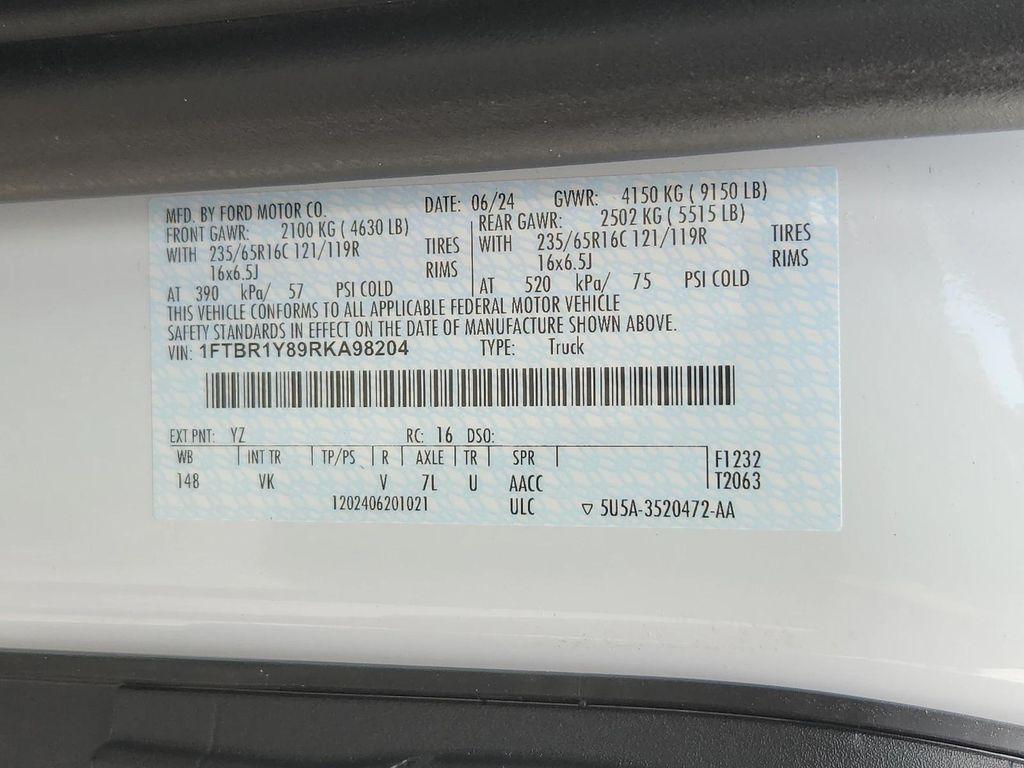 MFD. BY FORD MOTOR CO. DATE: 06/24 GVWR: 4150 KG ( 9150 LB)
FRONT GAWR: 2100 KG ( 4630 LB) REAR GAWR: 2502 KG ( 5515 LB)
WITH 235/65R16C 121/119R TIRES WITH 235/65R16C 121/119R TIRES
16x6.5J RIMS 16x6.5J RIMS
AT 390 kPa/ 57 PSI COLD AT 520 kPa/ 75 PSI COLD
THIS VEHICLE CONFORMS TO ALL APPLICABLE FEDERAL MOTOR VEHICLE
SAFETY STANDARDS IN EFFECT ON THE DATE OF MANUFACTURE SHOWN ABOVE.
VIN: 1FTBR1Y89RKA98204 TYPE: Truck
EXT PNT: YZ RC: 16 DSO:
WB INT TR TP/PS R AXLE TR SPR F1232
148 VK V 7L U AACC T2063
1202406201021 ULC ▽ 5U5A-3520472-AA